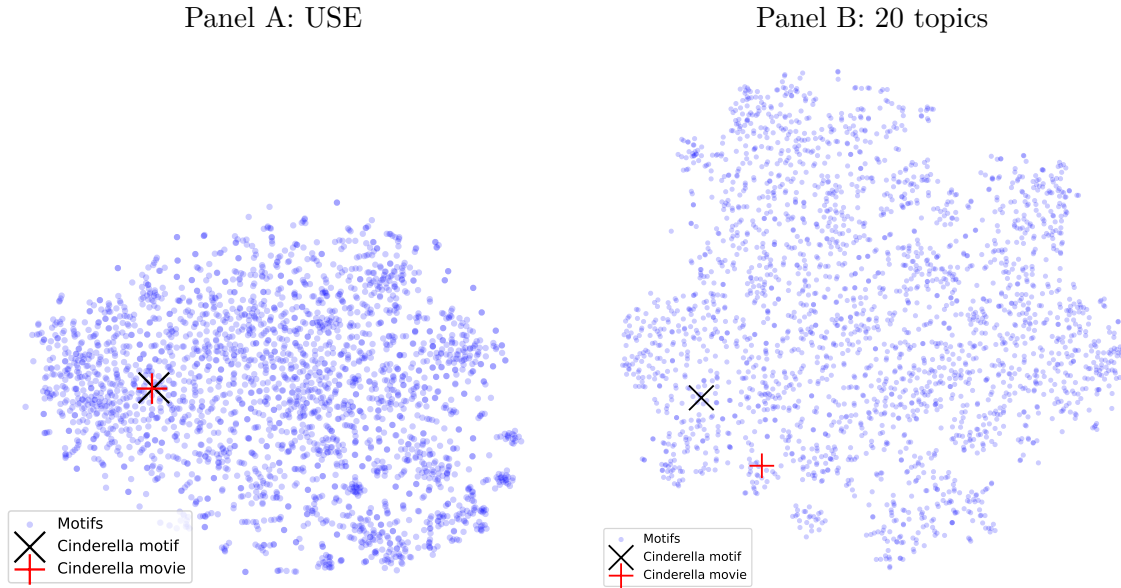 Panel A: USE
Panel B: 20 topics
Motifs
Cinderella motif
Cinderella movie
Motifs
Cinderella motif
Cinderella movie